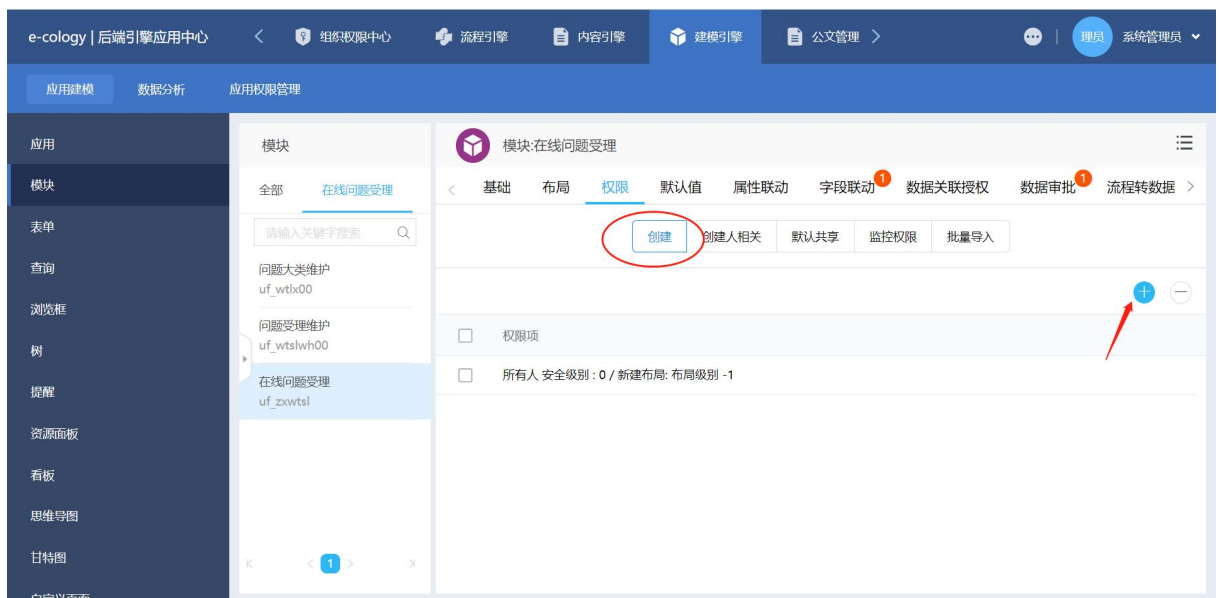 e-cology | 后端引擎应用中心 组织权限中心 流程引擎 内容引擎 建模引擎 公文管理 理员 系统管理员
应用建模 数据分析 应用权限管理
应用
模块
表单
查询
浏览框
树
提醒
资源面板
看板
思维导图
甘特图
自定义页面
模块
全部 在线问题受理
请输入关键字搜索
问题大类维护
uf_wtlx00
问题受理维护
uf_wtslwh00
在线问题受理
uf_zxwtsl
1
模块:在线问题受理
基础 布局 权限 默认值 属性联动 字段联动 1 数据关联授权 数据审批 1 流程转数据
创建 创建人相关 默认共享 监控权限 批量导入
权限项
所有人 安全级别 : 0 / 新建布局: 布局级别 -1